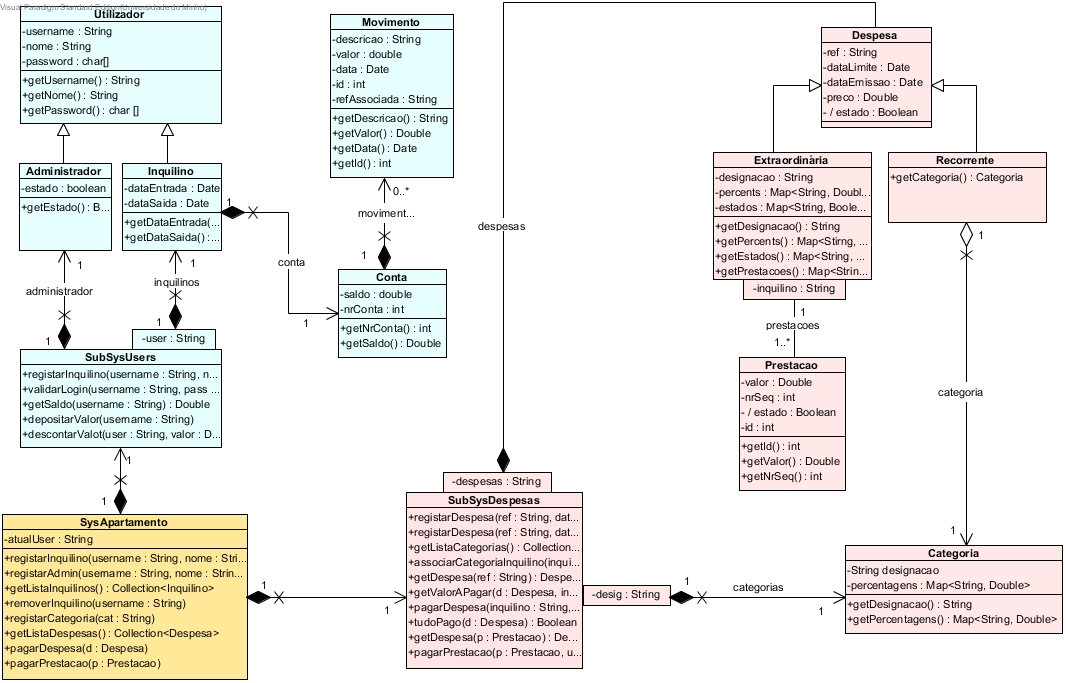 Visual Paradigm Standard Edition(Universidade do Minho)
Utilizador
-username : String
-nome : String
-password : char[]
+getUsername() : String
+getNome() : String
+getPassword() : char []
Administrador
-estado : boolean
+getEstado() : B...
Inquilino
-dataEntrada : Date
-dataSaida : Date
+getDataEntrada(...
+getDataSaida() :...
1
conta
1
Movimento
-descricao : String
-valor : double
-data : Date
-id : int
-refAssociada : String
+getDescricao() : String
+getValor() : Double
+getData() : Date
+getId() : int
0..*
moviment...
1
Conta
-saldo : double
-nrConta : int
+getNrConta() : int
+getSaldo() : Double
1
administrador
1
1
inquilinos
1
-user : String
SubSysUsers
+registarInquilino(username : String, n...
+validarLogin(username : String, pass ...
+getSaldo(username : String) : Double
+depositarValor(username : String)
+descontarValot(user : String, valor : D...
1
1
SysApartamento
-atualUser : String
+registarInquilino(username : String, nome : Stri...
+registarAdmin(username : String, nome : Strin...
+getListaInquilinos() : Collection<Inquilino>
+removerInquilino(username : String)
+registarCategoria(cat : String)
+getListaDespesas() : Collection<Despesa>
+pagarDespesa(d : Despesa)
+pagarPrestacao(p : Prestacao)
1
1
despesas
-despesas : String
SubSysDespesas
+registarDespesa(ref : String, dat...
+registarDespesa(ref : String, dat...
+getListaCategorias() : Collection...
+associarCategoriaInquilino(inqui...
+getDespesa(ref : String) : Despe...
+getValorAPagar(d : Despesa, in...
+pagarDespesa(inquilino : String,...
+tudoPago(d : Despesa) : Boolean
+getDespesa(p : Prestacao) : De...
+pagarPrestacao(p : Prestacao, u...
-desig : String
1
categorias
1
Despesa
-ref : String
-dataLimite : Date
-dataEmissao : Date
-preco : Double
- / estado : Boolean
Extraordinária
-designacao : String
-percents : Map<String, Doubl...
-estados : Map<String, Boole...
+getDesignacao() : String
+getPercents() : Map<Stirng, ...
+getEstados() : Map<String, ...
+getPrestacoes() : Map<Strin...
-inquilino : String
1
prestacoes
1..*
Prestacao
-valor : Double
-nrSeq : int
- / estado : Boolean
-id : int
+getId() : int
+getValor() : Double
+getNrSeq() : int
Recorrente
+getCategoria() : Categoria
1
categoria
1
Categoria
-String designacao
-percentagens : Map<String, Double>
+getDesignacao() : String
+getPercentagens() : Map<String, Double>